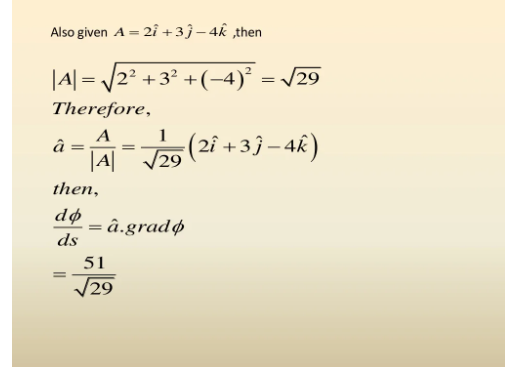 Also given A = 2î + 3ĵ − 4k̂ ,then
|A| = √(2² + 3² + (−4)²) = √29
Therefore,
â = A/|A| = 1/√29 (2î + 3ĵ − 4k̂)
then,
dϕ/ds = â.gradϕ
= 51/√29